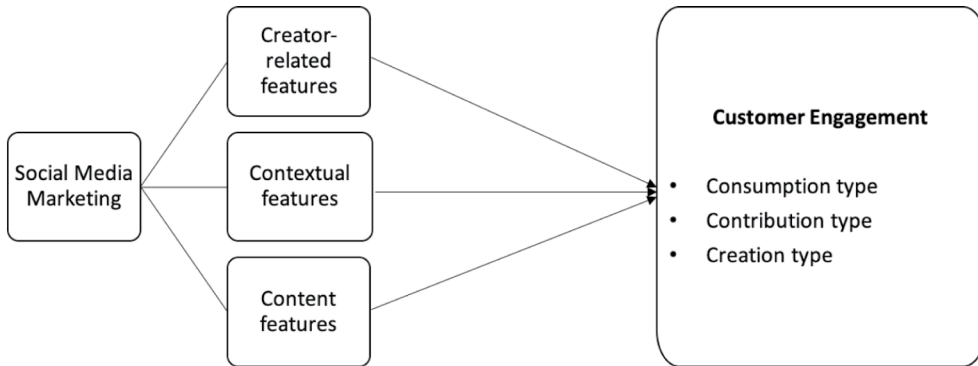 Creator-
related
features
Social Media
Marketing
Contextual
features
Content
features
Customer Engagement
• Consumption type
• Contribution type
• Creation type